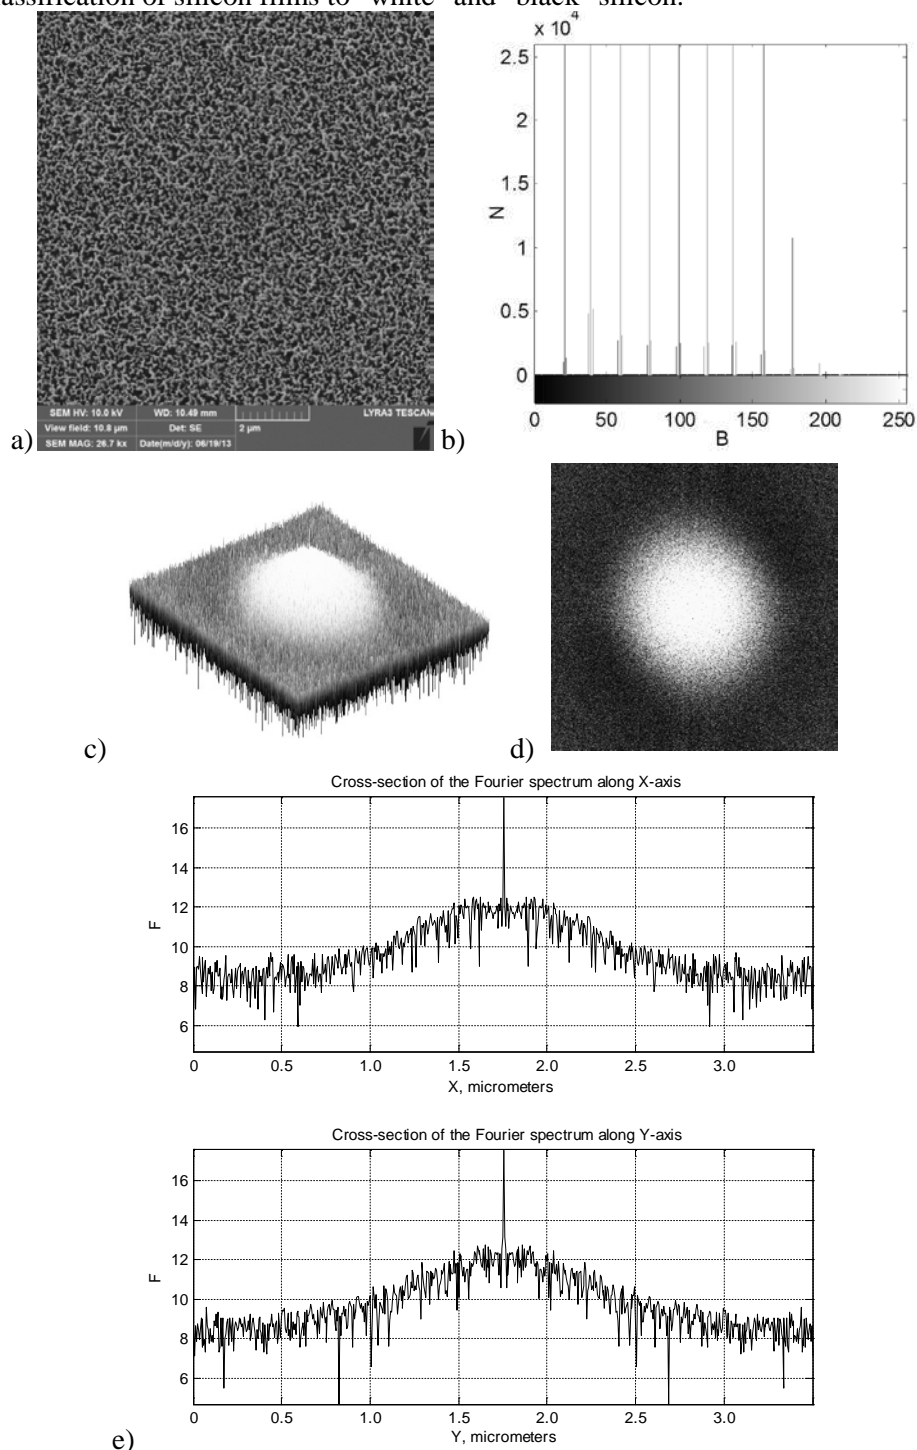 assification of silicon films to "white" and "black" silicon.
x 10⁴
2.5
2
1.5
1
0.5
0
N
0 50 100 150 200 250
B
SEM HV: 10.0 kV WD: 10.49 mm LYRA3 TESCAN
View field: 10.8 µm Det: SE 2 µm
SEM MAG: 26.7 kx Date(m/d/y): 06/19/13
a)
b)
c)
d)
Cross-section of the Fourier spectrum along X-axis
16
14
12
10
8
6
F
0 0.5 1.0 1.5 2.0 2.5 3.0
X, micrometers
Cross-section of the Fourier spectrum along Y-axis
16
14
12
10
8
6
F
0 0.5 1.0 1.5 2.0 2.5 3.0
Y, micrometers
e)